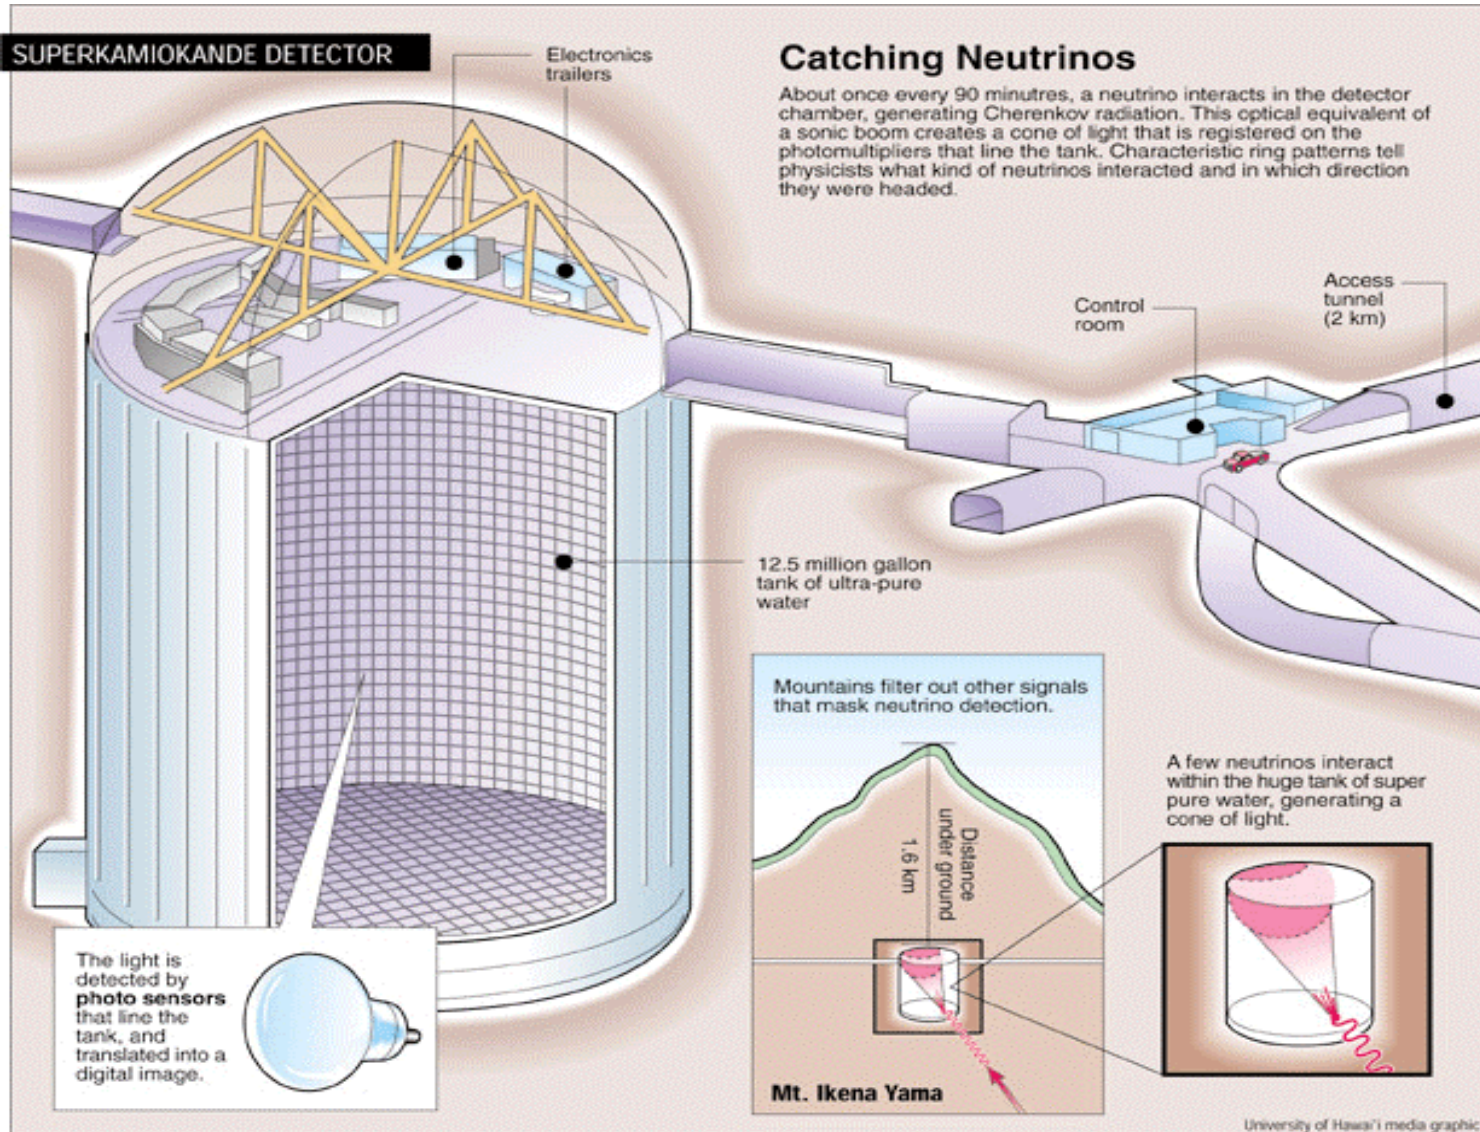 SUPERKAMIOKANDE DETECTOR
Electronics
trailers
Catching Neutrinos
About once every 90 minutres, a neutrino interacts in the detector
chamber, generating Cherenkov radiation. This optical equivalent of
a sonic boom creates a cone of light that is registered on the
photomultipliers that line the tank. Characteristic ring patterns tell
physicists what kind of neutrinos interacted and in which direction
they were headed.
Control
room
Access
tunnel
(2 km)
12.5 million gallon
tank of ultra-pure
water
Mountains filter out other signals
that mask neutrino detection.
Distance
under ground
1.6 km
Mt. Ikena Yama
A few neutrinos interact
within the huge tank of super
pure water, generating a
cone of light.
The light is
detected by
photo sensors
that line the
tank, and
translated into a
digital image.
University of Hawai'i media graphic